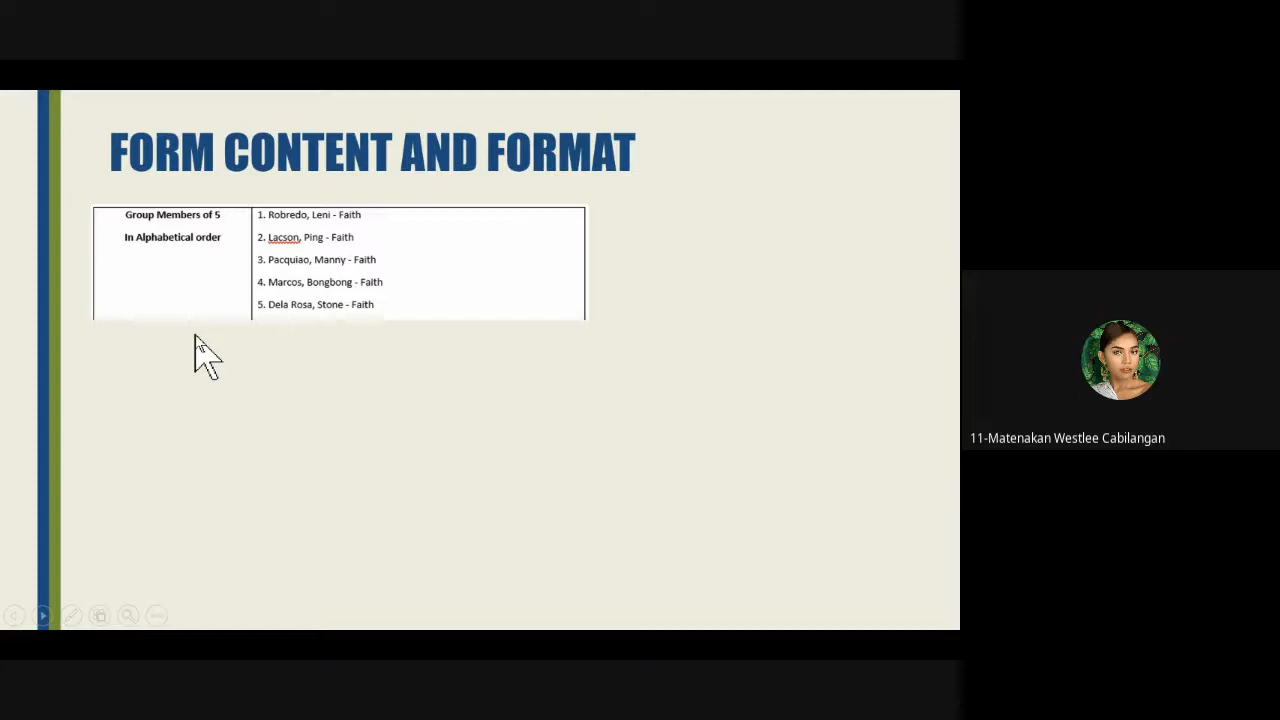 FORM CONTENT AND FORMAT
Group Members of 5
In Alphabetical order
1. Robredo, Leni - Faith
2. Lacson, Ping - Faith
3. Pacquiao, Manny - Faith
4. Marcos, Bongbong - Faith
5. Dela Rosa, Stone - Faith
11-Matenakan Westlee Cabilangan